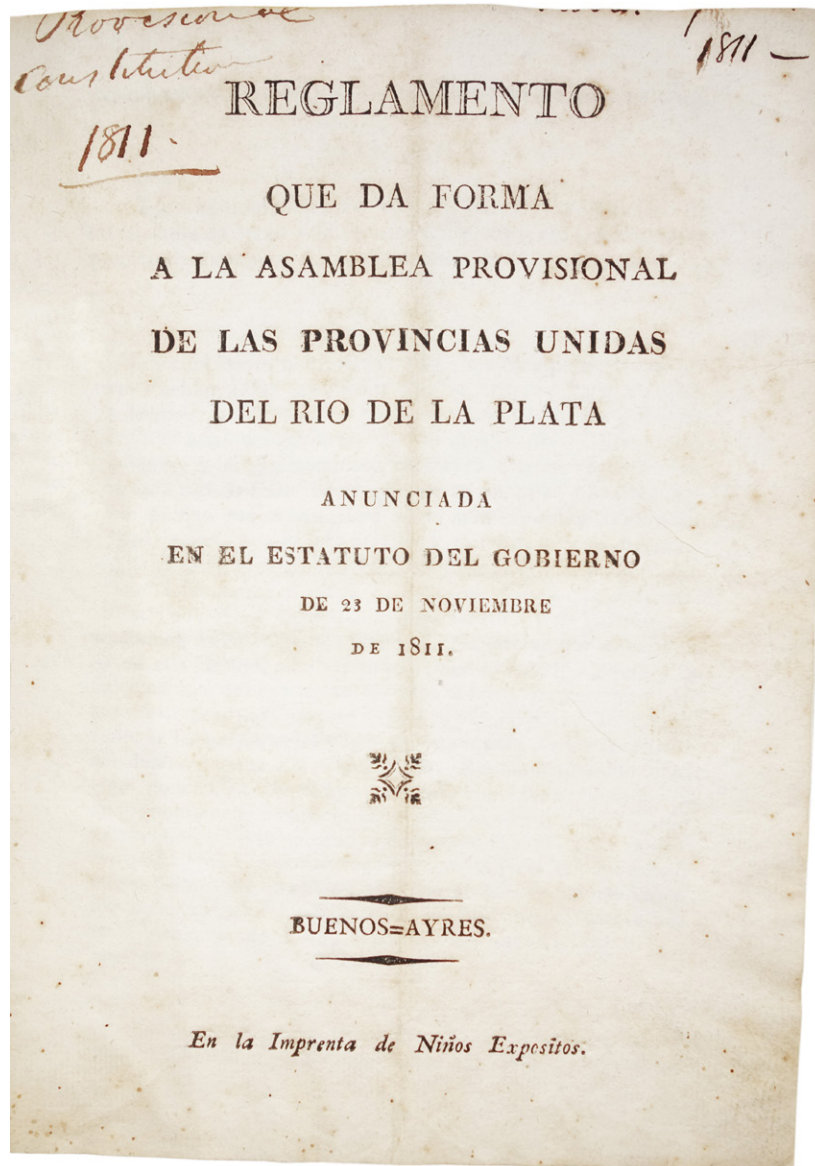 Provisional
Constitution
1811.
1811 —
REGLAMENTO
QUE DA FORMA
A LA ASAMBLEA PROVISIONAL
DE LAS PROVINCIAS UNIDAS
DEL RIO DE LA PLATA
ANUNCIADA
EN EL ESTATUTO DEL GOBIERNO
DE 23 DE NOVIEMBRE
DE 1811.
BUENOS=AYRES.
En la Imprenta de Niños Expositos.